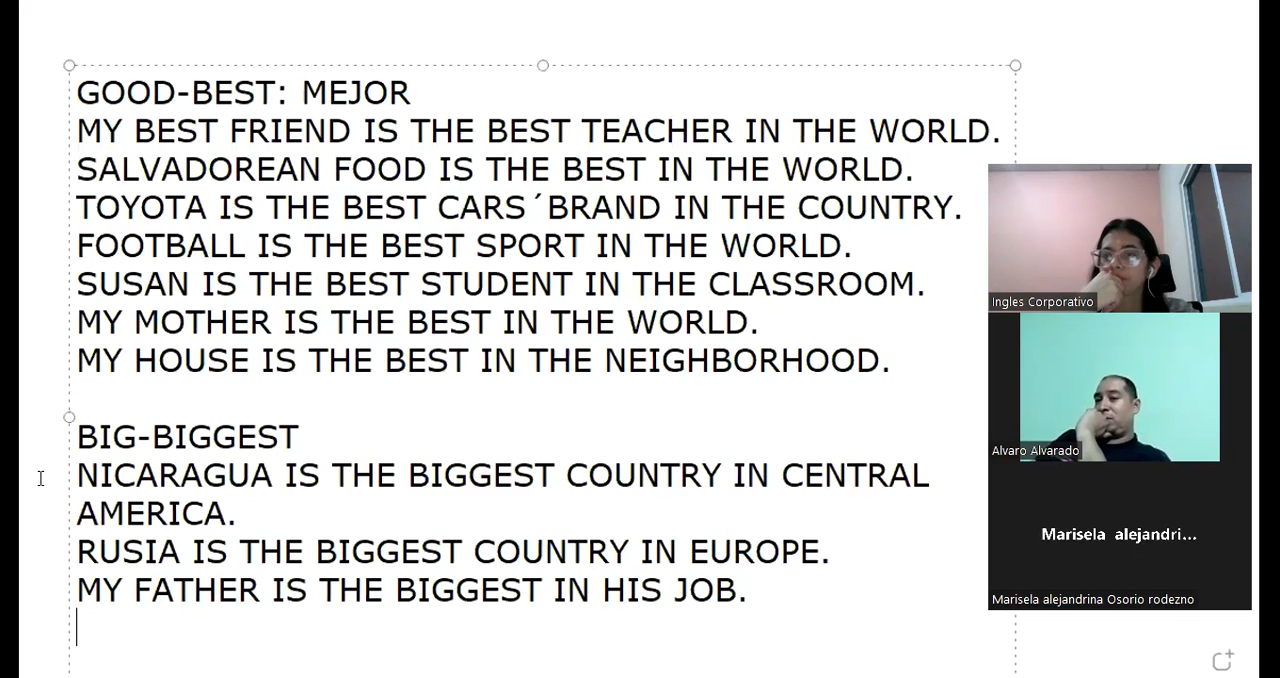 GOOD-BEST: MEJOR
MY BEST FRIEND IS THE BEST TEACHER IN THE WORLD.
SALVADOREAN FOOD IS THE BEST IN THE WORLD.
TOYOTA IS THE BEST CARS´BRAND IN THE COUNTRY.
FOOTBALL IS THE BEST SPORT IN THE WORLD.
SUSAN IS THE BEST STUDENT IN THE CLASSROOM.
MY MOTHER IS THE BEST IN THE WORLD.
MY HOUSE IS THE BEST IN THE NEIGHBORHOOD.
BIG-BIGGEST
NICARAGUA IS THE BIGGEST COUNTRY IN CENTRAL
AMERICA.
RUSIA IS THE BIGGEST COUNTRY IN EUROPE.
MY FATHER IS THE BIGGEST IN HIS JOB.
Ingles Corporativo
Alvaro Alvarado
Marisela alejandri...
Marisela alejandrina Osorio rodezno